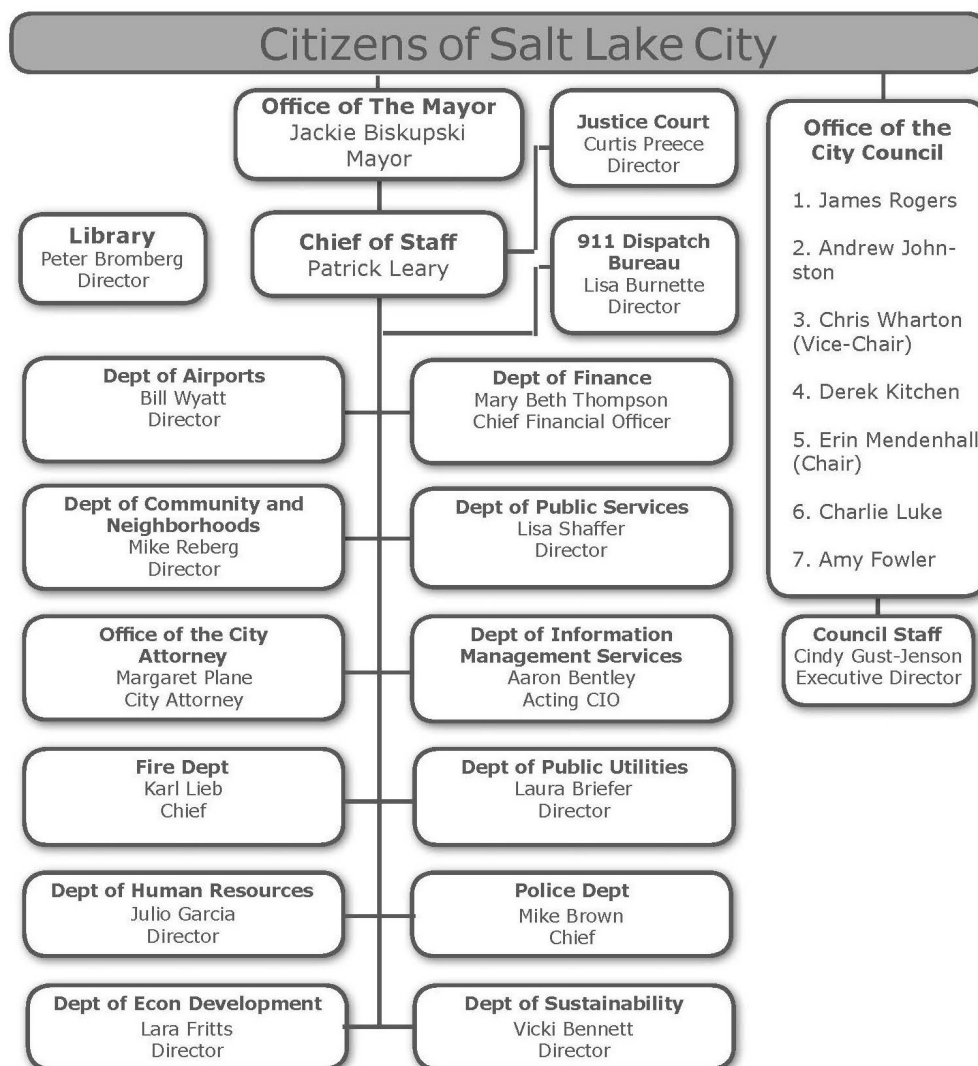 Citizens of Salt Lake City
Office of The Mayor
Jackie Biskupski
Mayor
Justice Court
Curtis Preece
Director
Library
Peter Bromberg
Director
Chief of Staff
Patrick Leary
911 Dispatch
Bureau
Lisa Burnette
Director
Dept of Airports
Bill Wyatt
Director
Dept of Finance
Mary Beth Thompson
Chief Financial Officer
Dept of Community and
Neighborhoods
Mike Reberg
Director
Dept of Public Services
Lisa Shaffer
Director
Office of the City
Attorney
Margaret Plane
City Attorney
Dept of Information
Management Services
Aaron Bentley
Acting CIO
Fire Dept
Karl Lieb
Chief
Dept of Public Utilities
Laura Briefer
Director
Dept of Human Resources
Julio Garcia
Director
Police Dept
Mike Brown
Chief
Dept of Econ Development
Lara Fritts
Director
Dept of Sustainability
Vicki Bennett
Director
Office of the
City Council
1. James Rogers
2. Andrew John-
ston
3. Chris Wharton
(Vice-Chair)
4. Derek Kitchen
5. Erin Mendenhall
(Chair)
6. Charlie Luke
7. Amy Fowler
Council Staff
Cindy Gust-Jenson
Executive Director